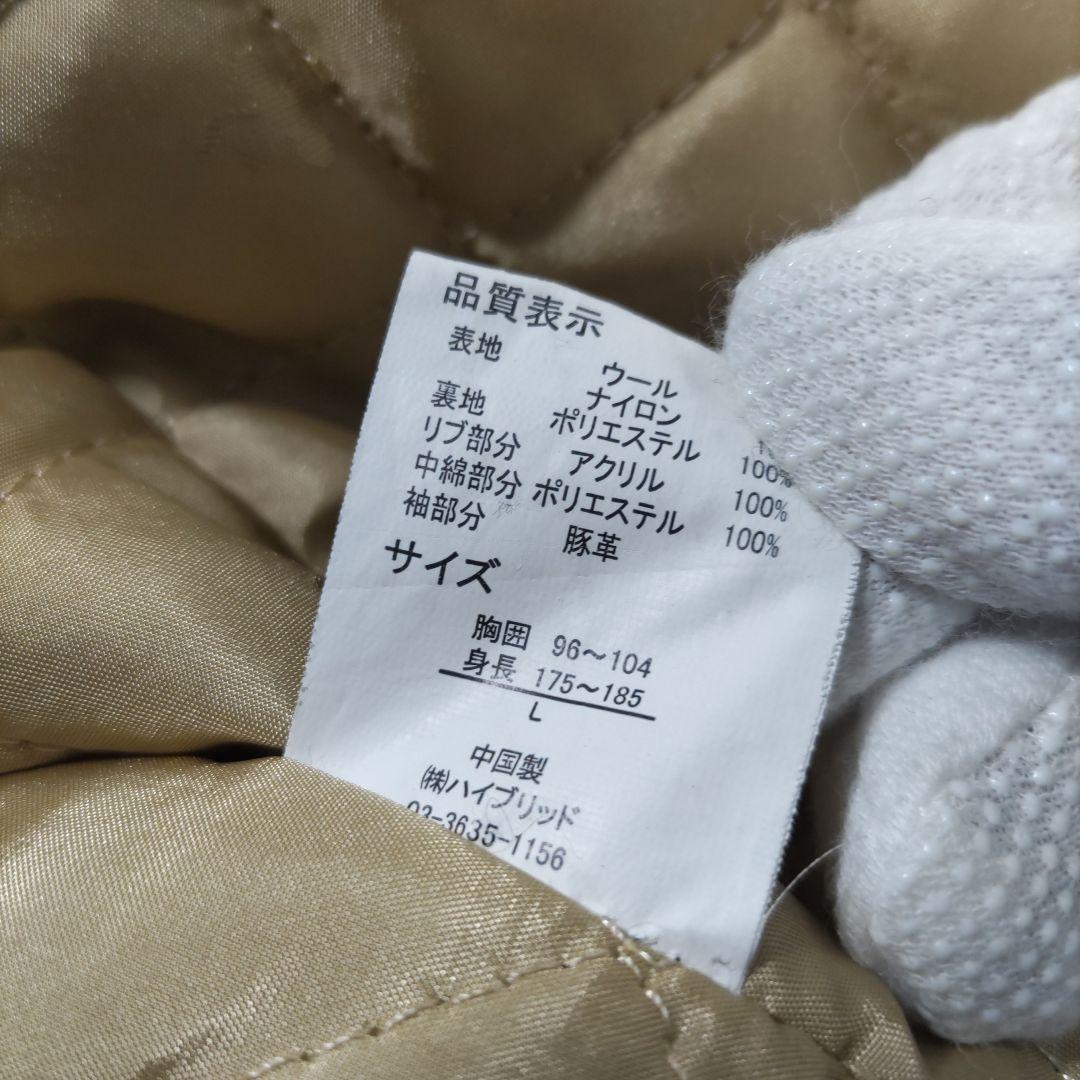 品質表示
表地 ウール
ナイロン
裏地 ポリエステル 100%
リブ部分 アクリル 100%
中綿部分 ポリエステル 100%
袖部分 豚革
サイズ
胸囲 96～104
身長 175～185
L
中国製
(株)ハイブリッド
03-3635-1156